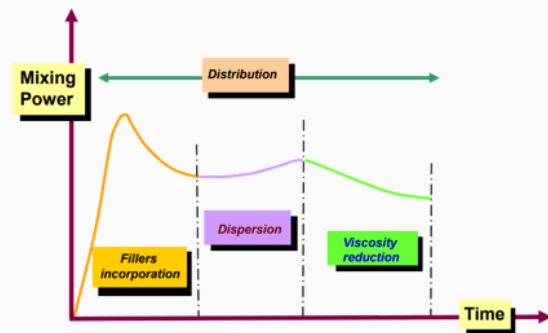 Mixing
Power
Distribution
Fillers
incorporation
Dispersion
Viscosity
reduction
Time